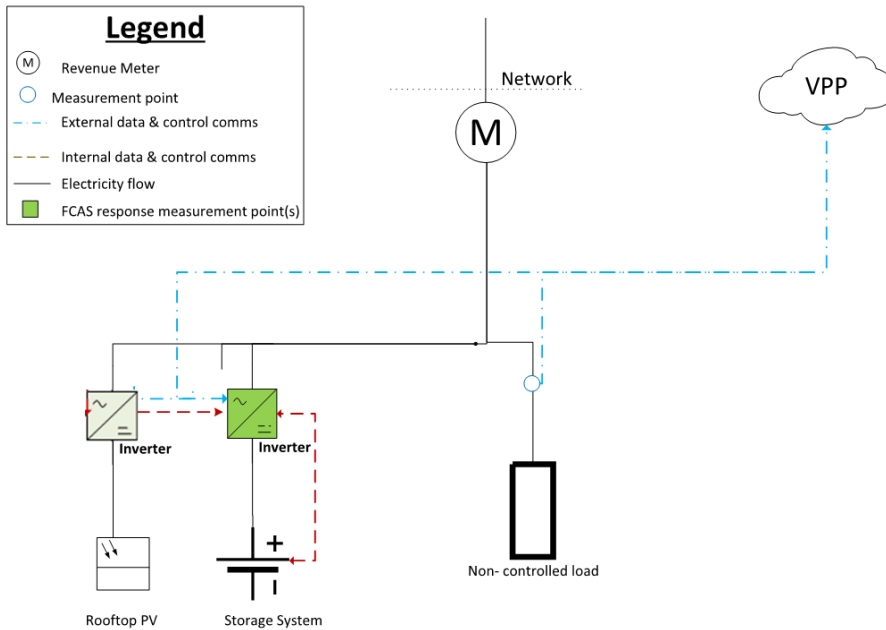 Legend
M
Revenue Meter
Measurement point
External data & control comms
Internal data & control comms
Electricity flow
FCAS response measurement point(s)
Network
M
VPP
Inverter
Inverter
+
Non- controlled load
Rooftop PV
Storage System